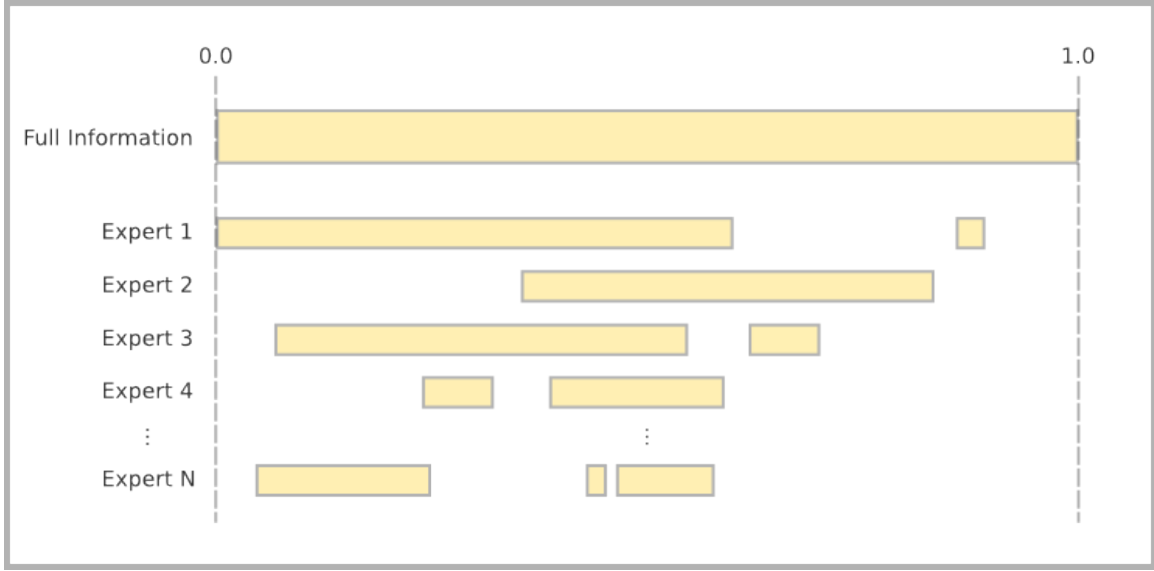 0.0 1.0
Full Information
Expert 1
Expert 2
Expert 3
Expert 4
⋮ ⋮
Expert N